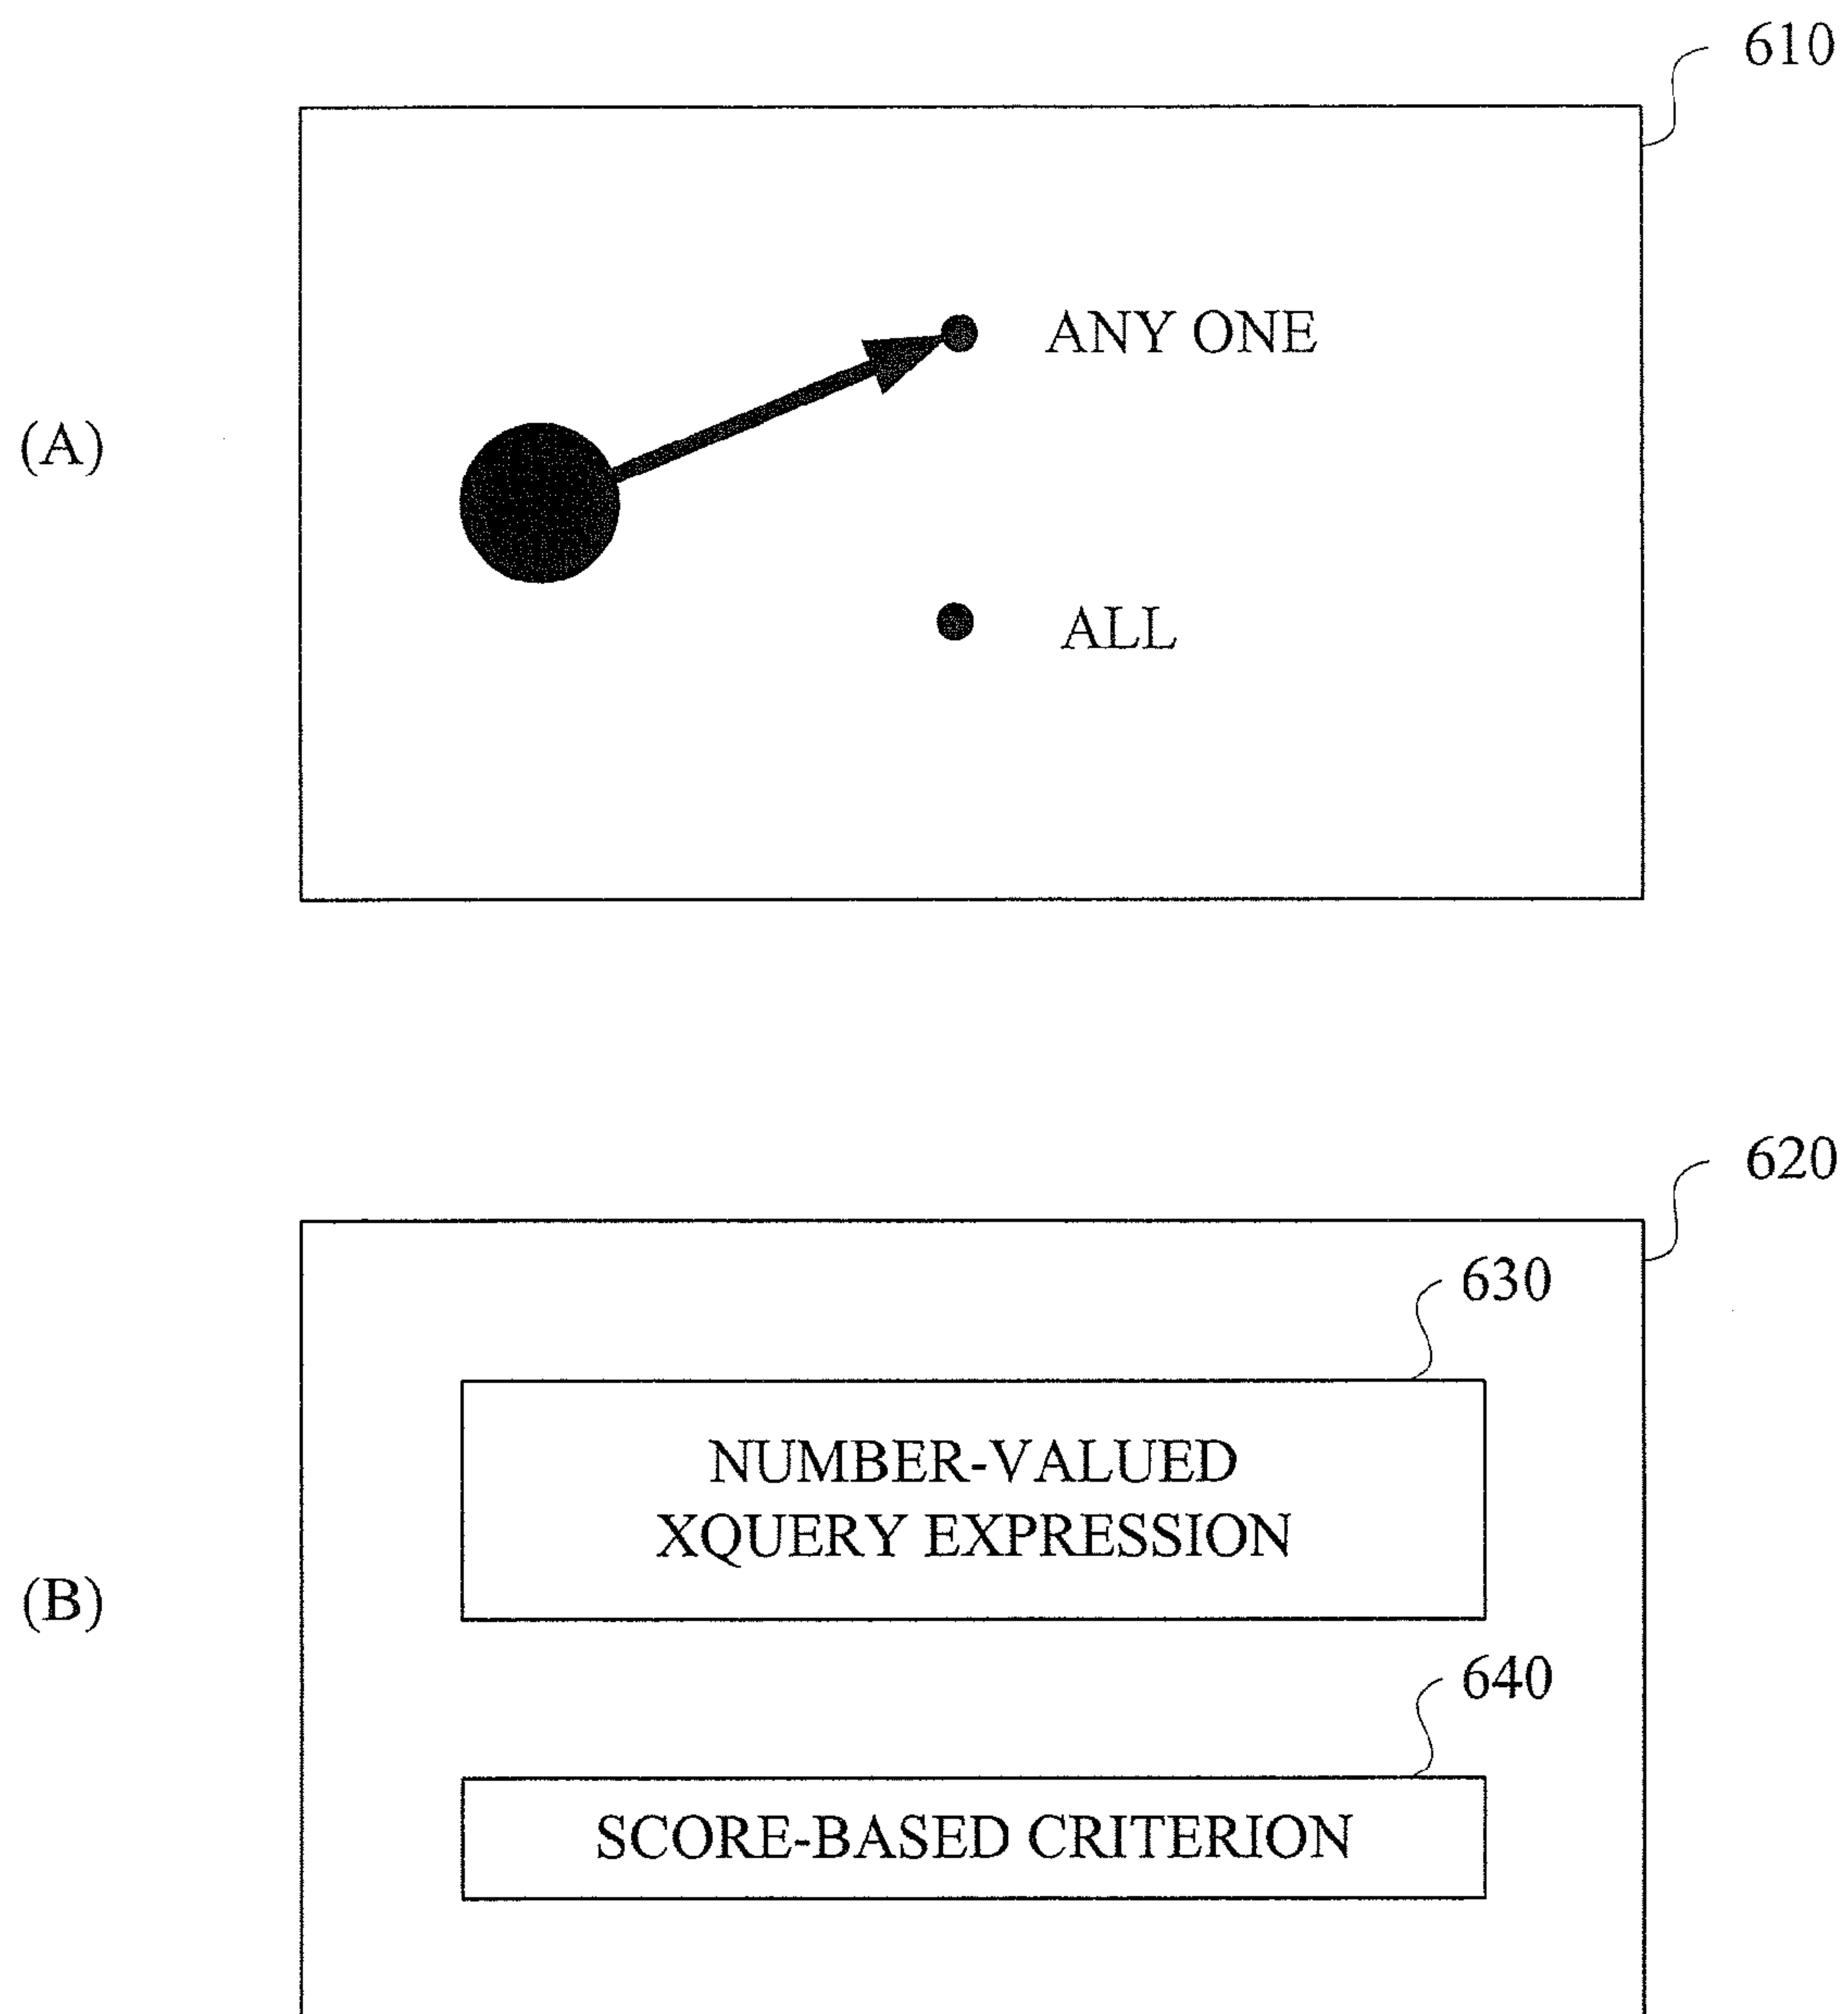 610
(A)
ANY ONE
ALL
620
630
NUMBER-VALUED
XQUERY EXPRESSION
(B)
640
SCORE-BASED CRITERION